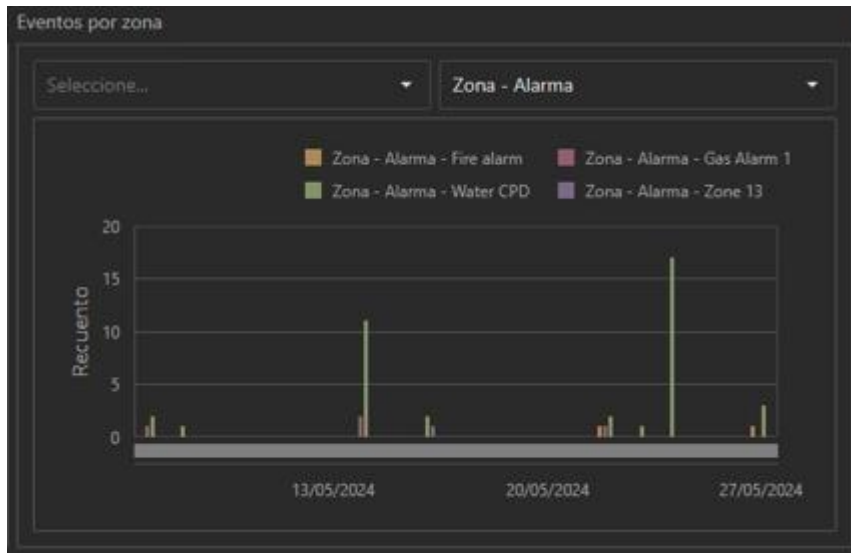 Eventos por zona
Seleccione...
Zona - Alarma
Zona - Alarma - Fire alarm
Zona - Alarma - Gas Alarm 1
Zona - Alarma - Water CPD
Zona - Alarma - Zone 13
20
15
10
5
0
Recuento
13/05/2024
20/05/2024
27/05/2024